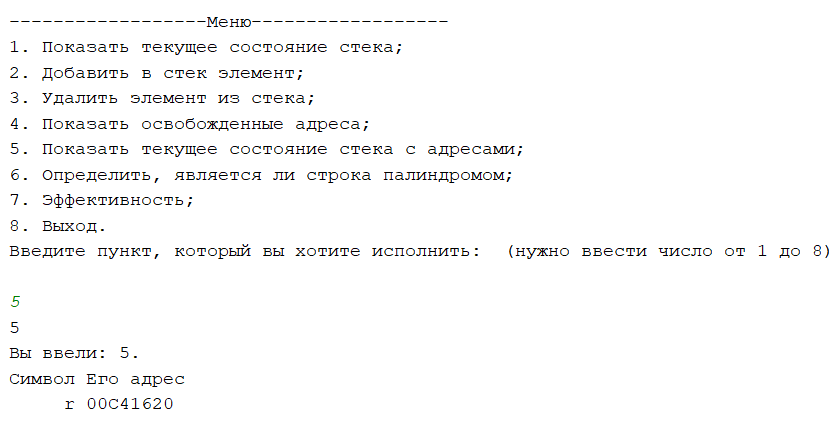 ------------------Меню------------------
1. Показать текущее состояние стека;
2. Добавить в стек элемент;
3. Удалить элемент из стека;
4. Показать освобожденные адреса;
5. Показать текущее состояние стека с адресами;
6. Определить, является ли строка палиндромом;
7. Эффективность;
8. Выход.
Введите пункт, который вы хотите исполнить:  (нужно ввести число от 1 до 8)
5
5
Вы ввели: 5.
Символ Его адрес
     r 00C41620